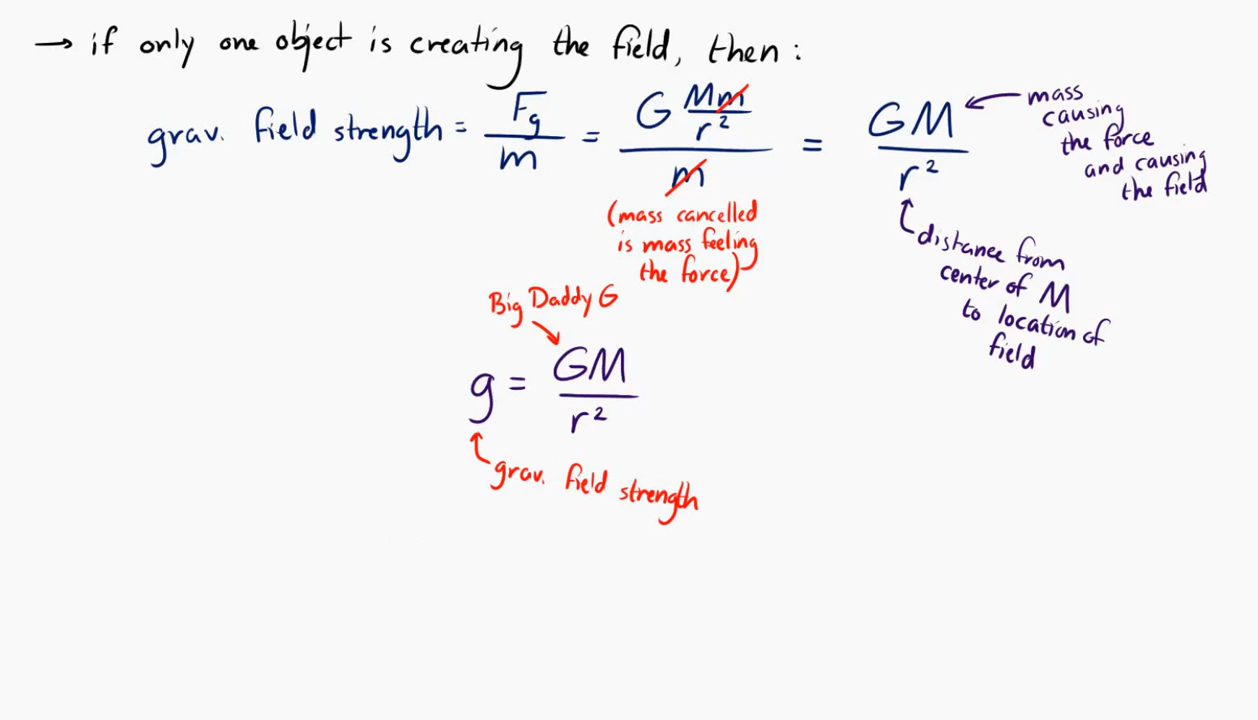 → if only one object is creating the field, then :
grav. field strength = F_g / m = G Mm/r² / m = GM / r²
mass
causing
the force
and causing
the field
(mass cancelled
is mass feeling
the force)
distance from
center of M
to location of
field
Big Daddy G
g = GM / r²
grav. field strength